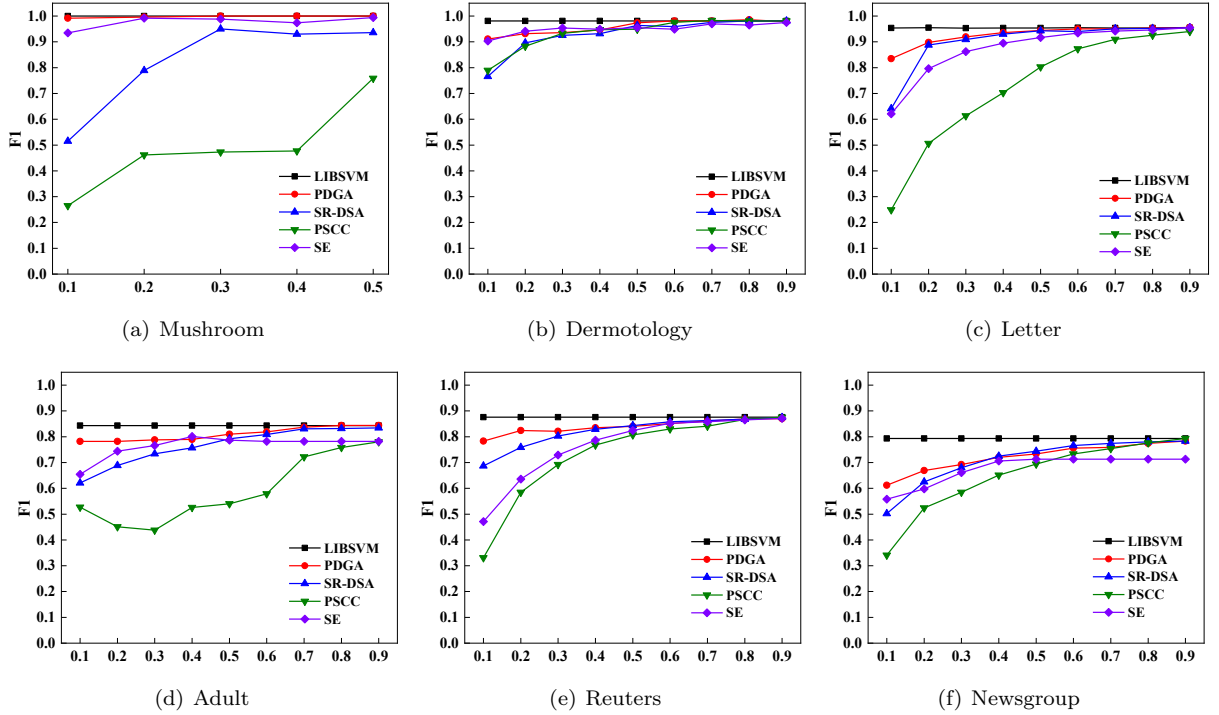 F1
1.0
0.9
0.8
0.7
0.6
0.5
0.4
0.3
0.2
0.1
0.0
LIBSVM
PDGA
SR-DSA
PSCC
SE
0.1 0.2 0.3 0.4 0.5
(a) Mushroom
F1
1.0
0.9
0.8
0.7
0.6
0.5
0.4
0.3
0.2
0.1
0.0
LIBSVM
PDGA
SR-DSA
PSCC
SE
0.1 0.2 0.3 0.4 0.5 0.6 0.7 0.8 0.9
(b) Dermotology
F1
1.0
0.9
0.8
0.7
0.6
0.5
0.4
0.3
0.2
0.1
0.0
LIBSVM
PDGA
SR-DSA
PSCC
SE
0.1 0.2 0.3 0.4 0.5 0.6 0.7 0.8 0.9
(c) Letter
F1
1.0
0.9
0.8
0.7
0.6
0.5
0.4
0.3
0.2
0.1
0.0
LIBSVM
PDGA
SR-DSA
PSCC
SE
0.1 0.2 0.3 0.4 0.5 0.6 0.7 0.8 0.9
(d) Adult
F1
1.0
0.9
0.8
0.7
0.6
0.5
0.4
0.3
0.2
0.1
0.0
LIBSVM
PDGA
SR-DSA
PSCC
SE
0.1 0.2 0.3 0.4 0.5 0.6 0.7 0.8 0.9
(e) Reuters
F1
1.0
0.9
0.8
0.7
0.6
0.5
0.4
0.3
0.2
0.1
0.0
LIBSVM
PDGA
SR-DSA
PSCC
SE
0.1 0.2 0.3 0.4 0.5 0.6 0.7 0.8 0.9
(f) Newsgroup